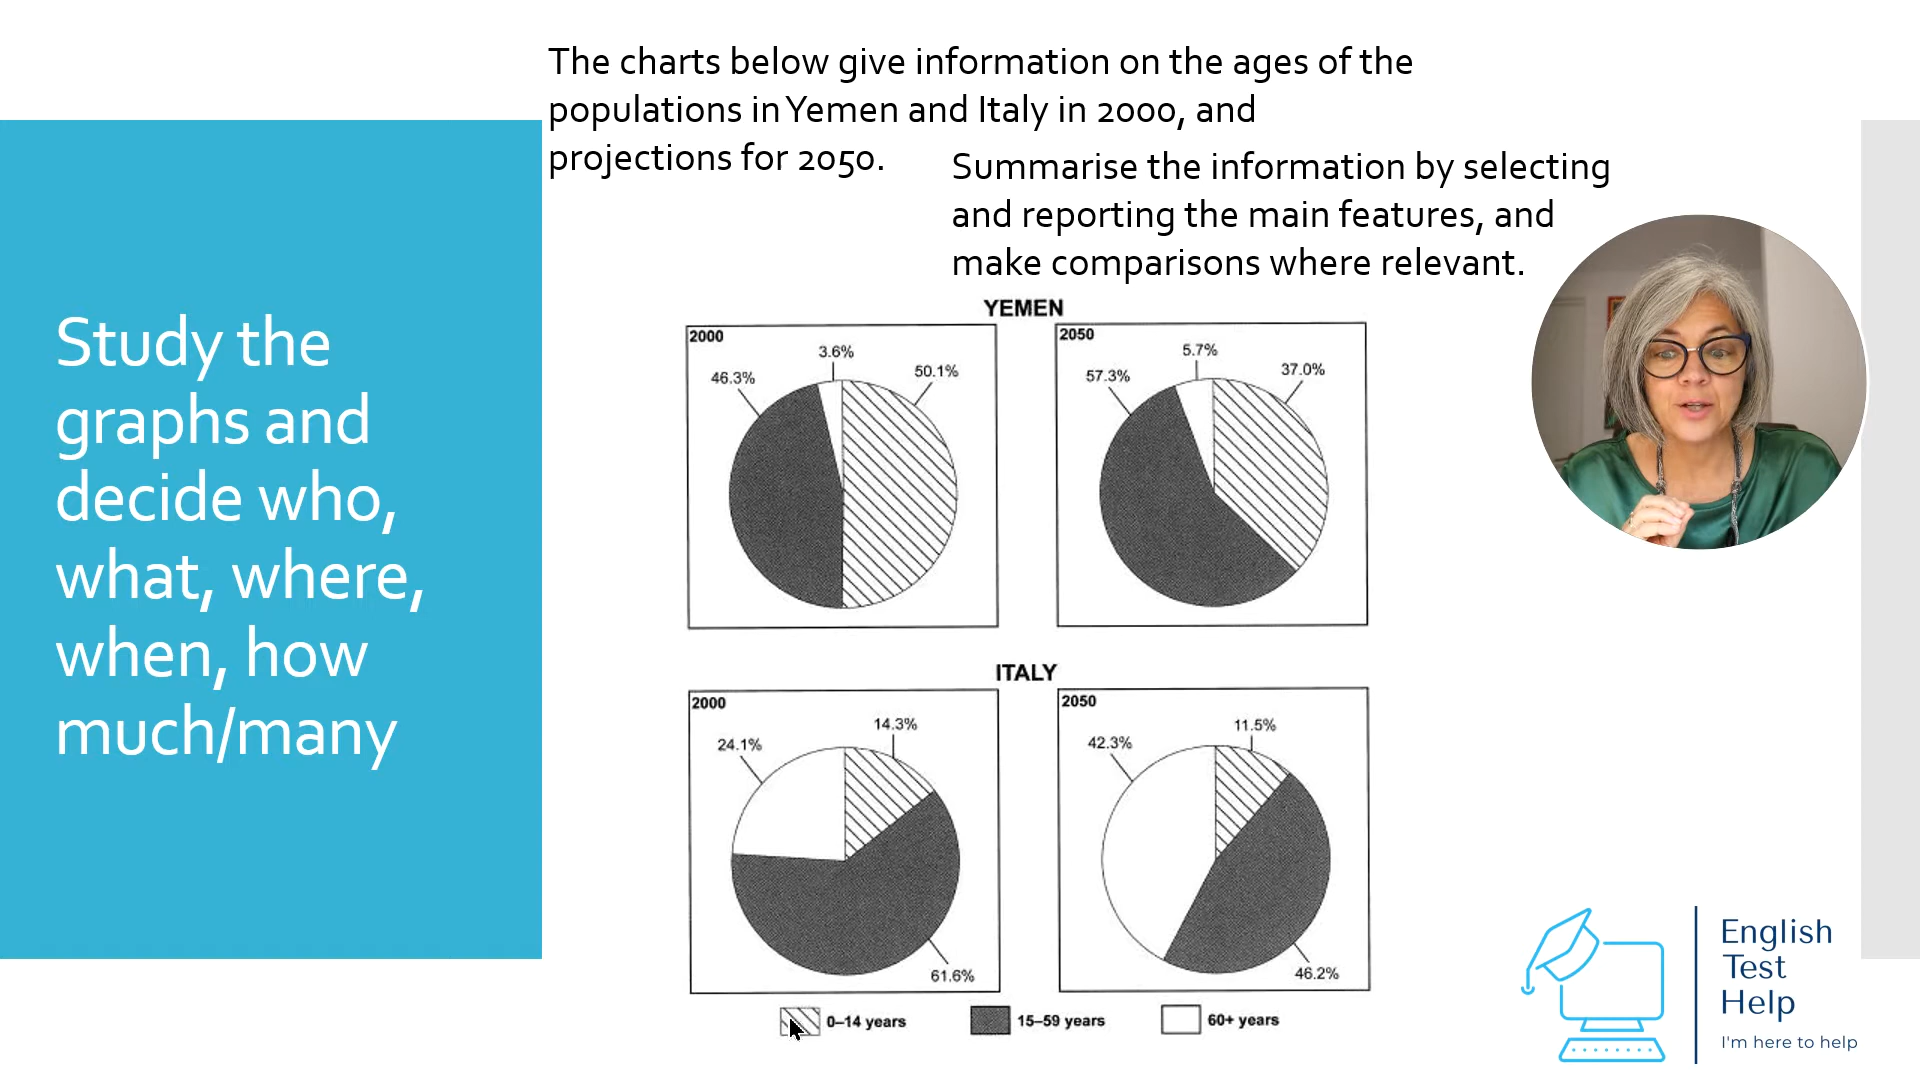 The charts below give information on the ages of the
populations in Yemen and Italy in 2000, and
projections for 2050.
Summarise the information by selecting
and reporting the main features, and
make comparisons where relevant.
Study the
graphs and
decide who,
what, where,
when, how
much/many
YEMEN
2000
3.6%
46.3%
50.1%
2050
5.7%
57.3%
37.0%
ITALY
2000
14.3%
24.1%
61.6%
2050
11.5%
42.3%
46.2%
0–14 years
15–59 years
60+ years
English
Test
Help
I'm here to help